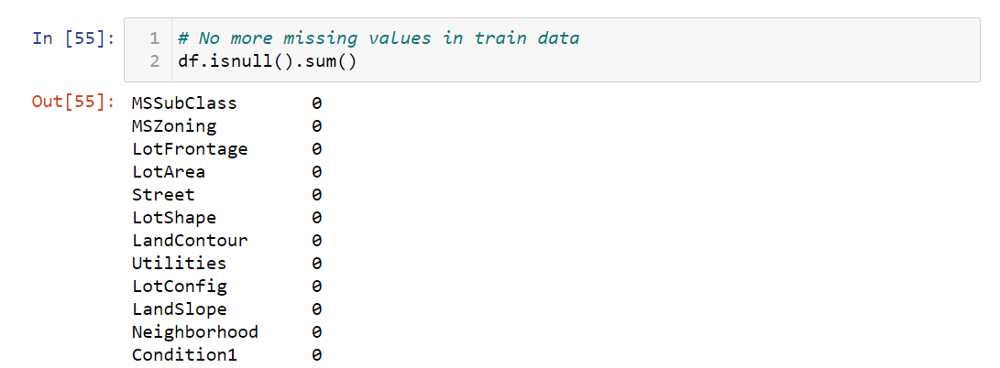 In [55]: 1 # No more missing values in train data
2 df.isnull().sum()
Out[55]: MSSubClass 0
MSZoning 0
LotFrontage 0
LotArea 0
Street 0
LotShape 0
LandContour 0
Utilities 0
LotConfig 0
LandSlope 0
Neighborhood 0
Condition1 0